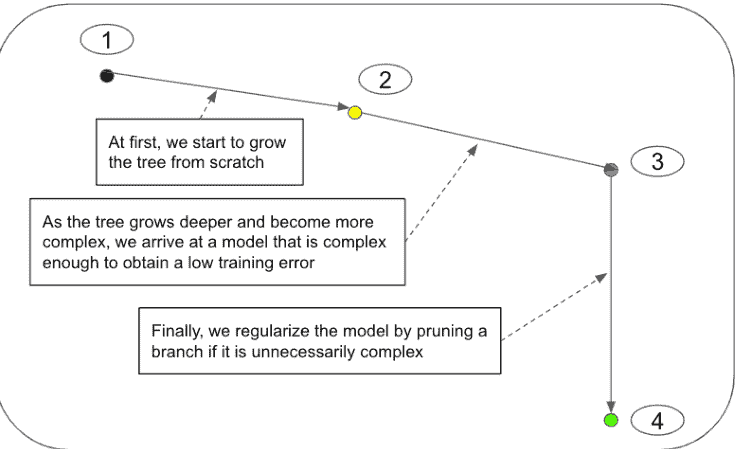 1
2
At first, we start to grow
the tree from scratch
3
As the tree grows deeper and become more
complex, we arrive at a model that is complex
enough to obtain a low training error
Finally, we regularize the model by pruning a
branch if it is unnecessarily complex
4